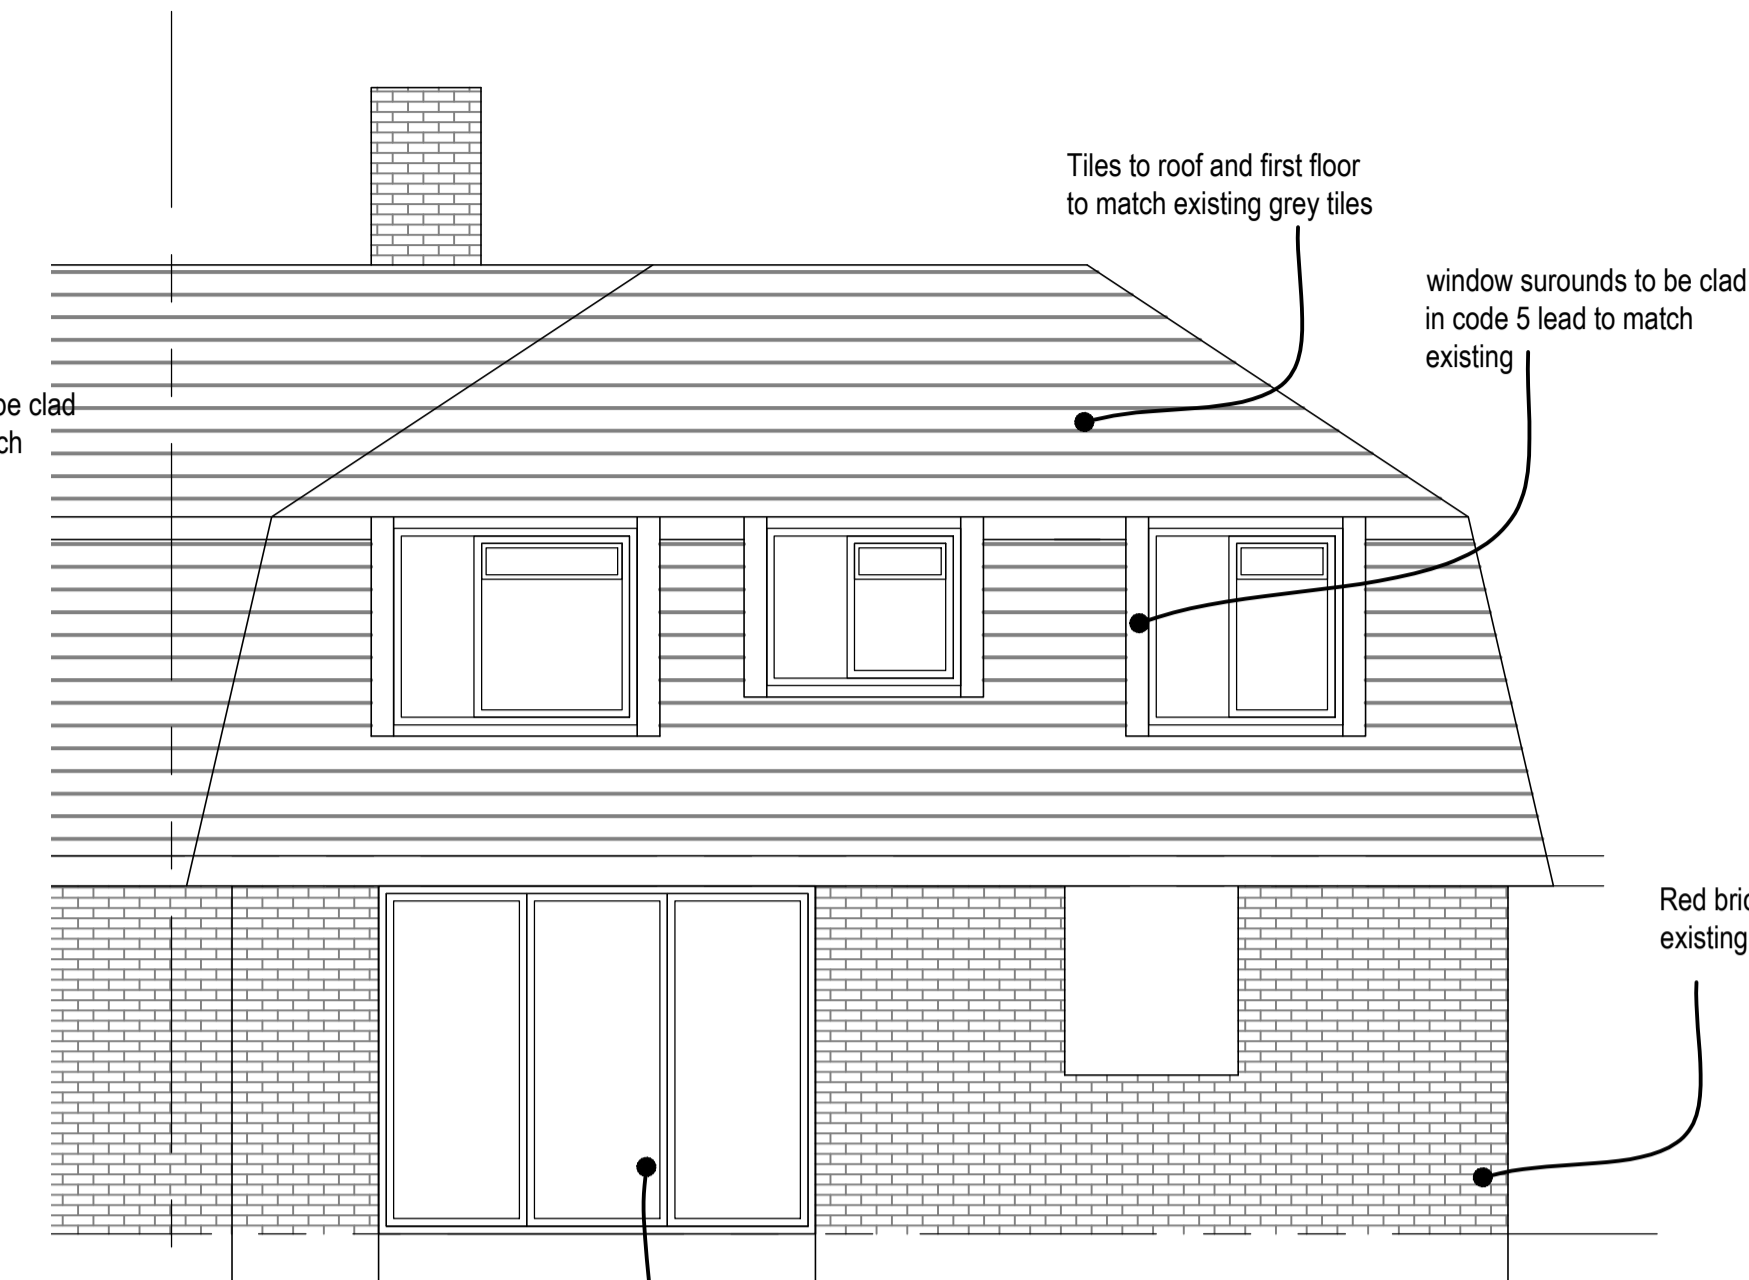 Tiles to roof and first floor
to match existing grey tiles
window surounds to be clad
in code 5 lead to match
existing
be clad
ch
Red bric
existing